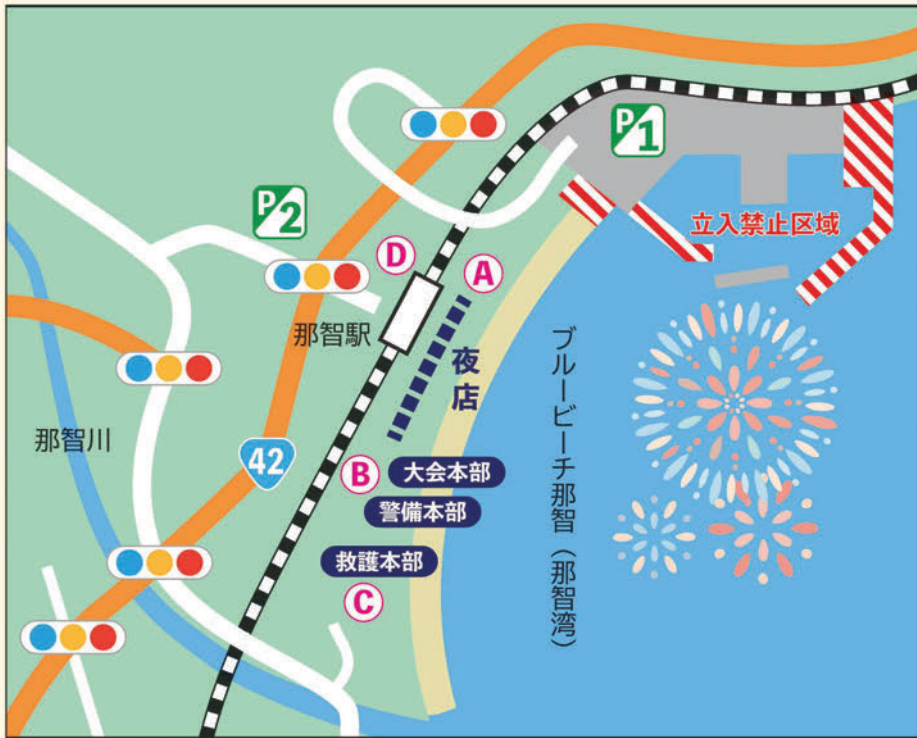 P1
立入禁止区域
P2
D
A
那智駅
夜店
ブルービーチ那智(那智湾)
那智川
42
B
大会本部
警備本部
救護本部
C